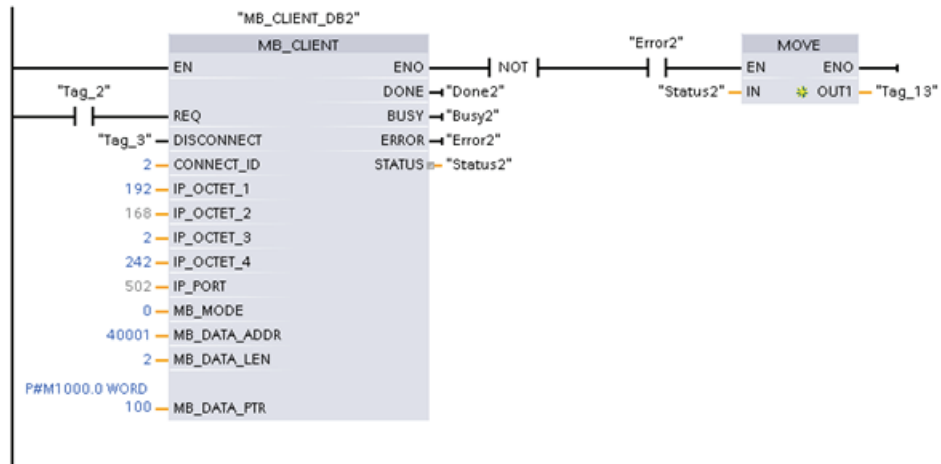 "MB_CLIENT_DB2"
MB_CLIENT
EN ENO
NOT
"Error2"
MOVE
EN ENO
"Status2" IN OUT1 "Tag_13"
DONE "Done2"
"Tag_2"
REQ BUSY "Busy2"
"Tag_3" DISCONNECT ERROR "Error2"
2 CONNECT_ID STATUS "Status2"
192 IP_OCTET_1
168 IP_OCTET_2
2 IP_OCTET_3
242 IP_OCTET_4
502 IP_PORT
0 MB_MODE
40001 MB_DATA_ADDR
2 MB_DATA_LEN
P#M1000.0 WORD
100 MB_DATA_PTR